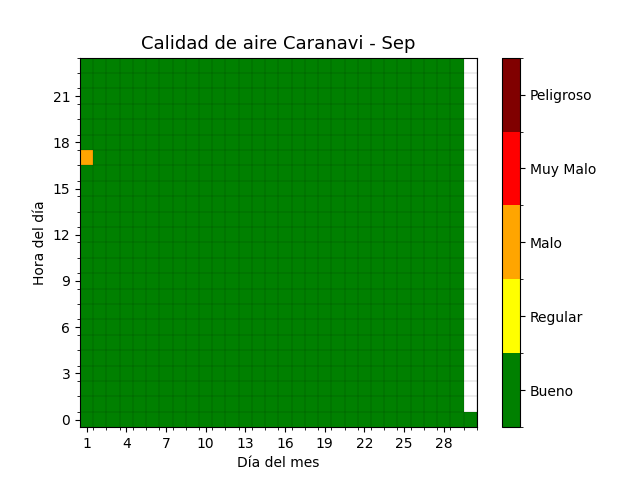 Calidad de aire Caranavi - Sep
Hora del día
21
18
15
12
9
6
3
0
1 4 7 10 13 16 19 22 25 28
Día del mes
Peligroso
Muy Malo
Malo
Regular
Bueno